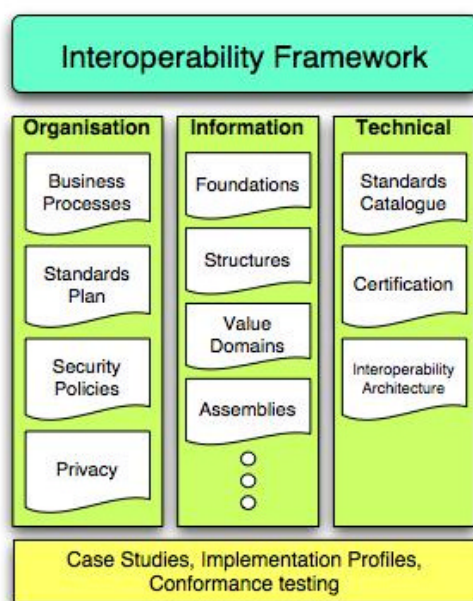 Interoperability Framework
Organisation
Business
Processes
Standards
Plan
Security
Policies
Privacy
Information
Foundations
Structures
Value
Domains
Assemblies
Technical
Standards
Catalogue
Certification
Interoperability
Architecture
Case Studies, Implementation Profiles,
Conformance testing